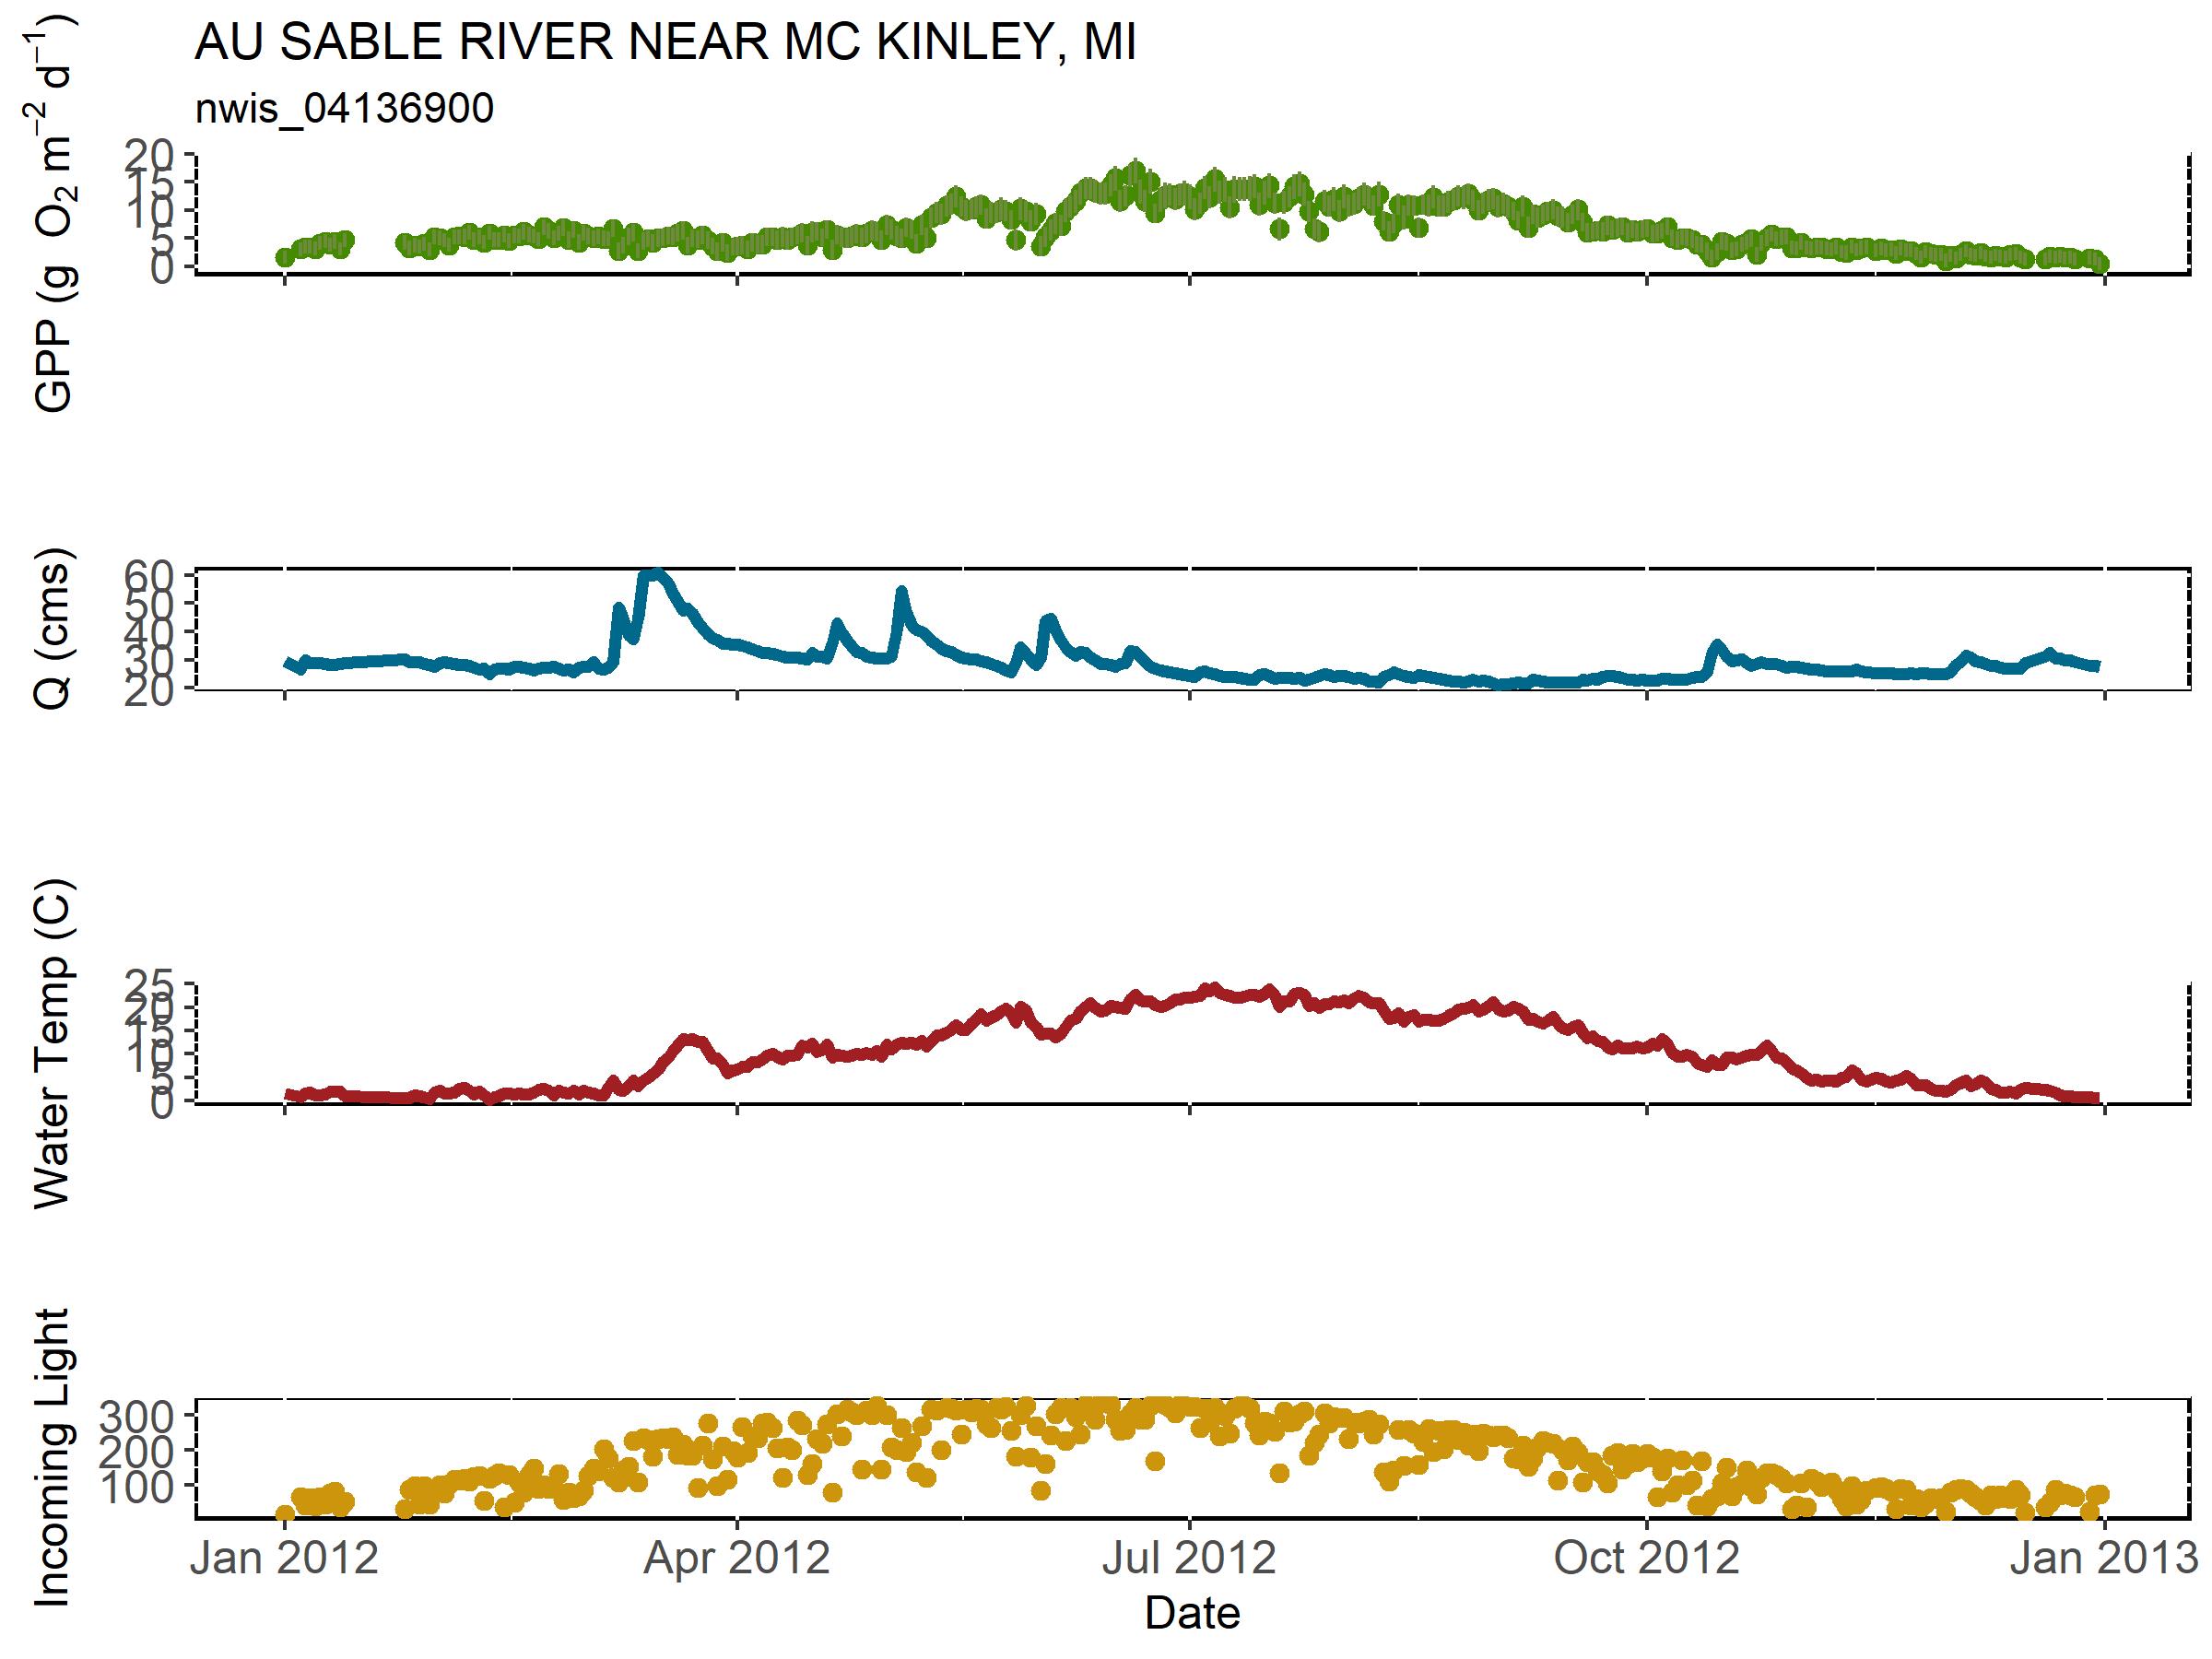 AU SABLE RIVER NEAR MC KINLEY, MI
nwis_04136900
GPP (g O₂ m⁻² d⁻¹)
20
15
10
5
0
Q (cms)
60
50
40
30
20
Water Temp (C)
25
20
15
10
5
0
Incoming Light
300
200
100
Jan 2012 Apr 2012 Jul 2012 Oct 2012 Jan 2013
Date